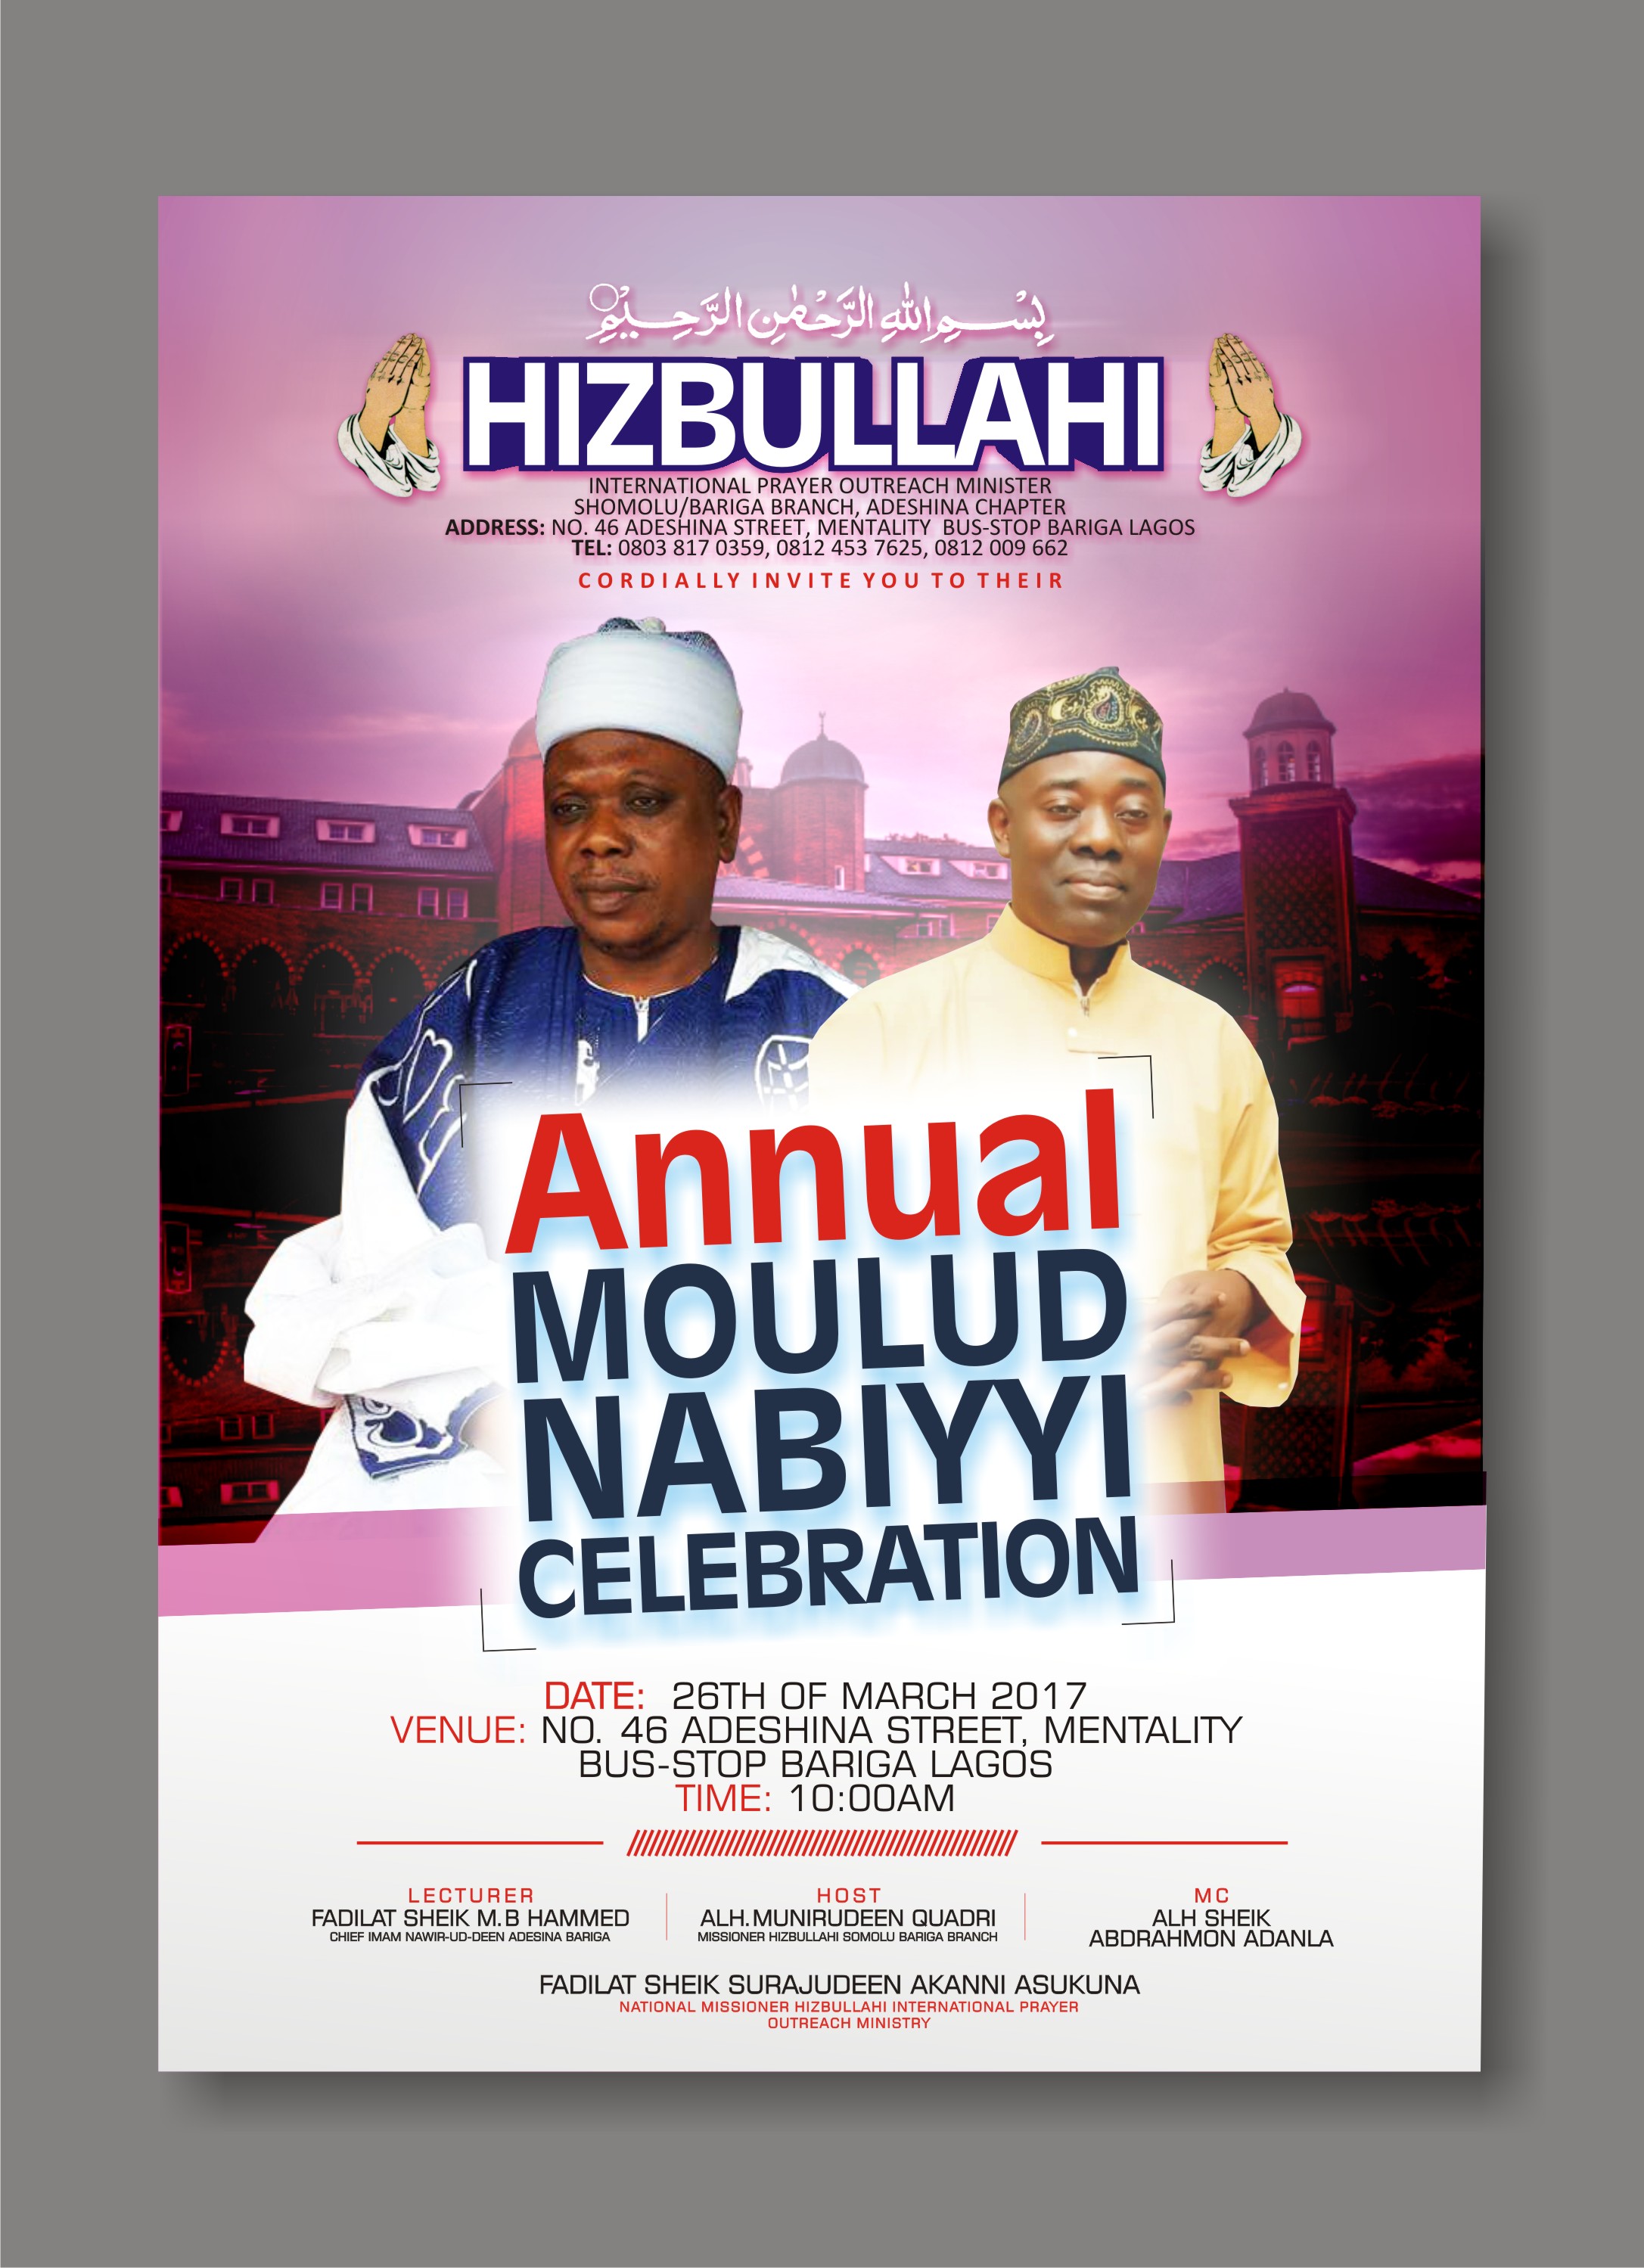 بِسْمِ اللهِ الرَّحْمٰنِ الرَّحِيْمِ
HIZBULLAHI
INTERNATIONAL PRAYER OUTREACH MINISTER
SHOMOLU/BARIGA BRANCH, ADESHINA CHAPTER
ADDRESS: NO. 46 ADESHINA STREET, MENTALITY BUS-STOP BARIGA LAGOS
TEL: 0803 817 0359, 0812 453 7625, 0812 009 662
CORDIALLY INVITE YOU TO THEIR
Annual
MOULUD
NABIYYI
CELEBRATION
DATE: 26TH OF MARCH 2017
VENUE: NO. 46 ADESHINA STREET, MENTALITY
BUS-STOP BARIGA LAGOS
TIME: 10:00AM
LECTURER
FADILAT SHEIK M.B HAMMED
CHIEF IMAM NAWIR-UD-DEEN ADESINA BARIGA
HOST
ALH. MUNIRUDEEN QUADRI
MISSIONER HIZBULLAHI SOMOLU BARIGA BRANCH
MC
ALH SHEIK
ABDRAHMON ADANLA
FADILAT SHEIK SURAJUDEEN AKANNI ASUKUNA
NATIONAL MISSIONER HIZBULLAHI INTERNATIONAL PRAYER
OUTREACH MINISTRY